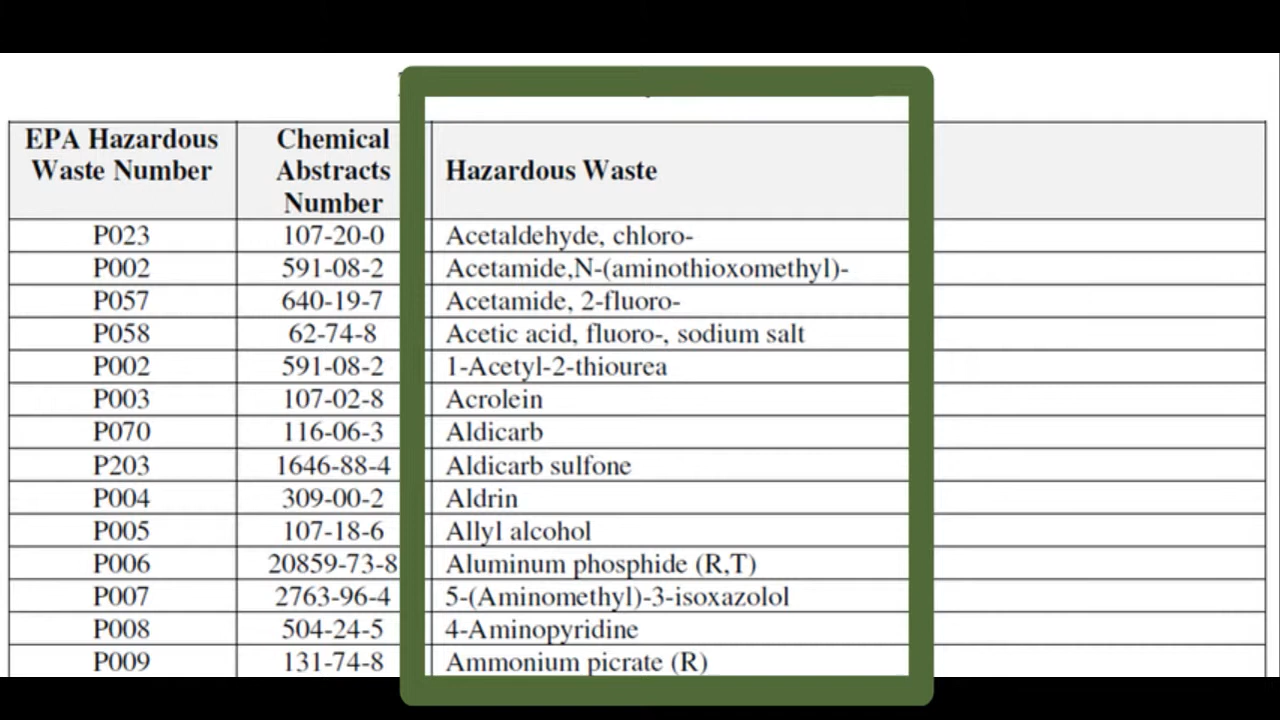 EPA Hazardous Waste Number
Chemical Abstracts Number
Hazardous Waste
P023 107-20-0 Acetaldehyde, chloro-
P002 591-08-2 Acetamide,N-(aminothioxomethyl)-
P057 640-19-7 Acetamide, 2-fluoro-
P058 62-74-8 Acetic acid, fluoro-, sodium salt
P002 591-08-2 1-Acetyl-2-thiourea
P003 107-02-8 Acrolein
P070 116-06-3 Aldicarb
P203 1646-88-4 Aldicarb sulfone
P004 309-00-2 Aldrin
P005 107-18-6 Allyl alcohol
P006 20859-73-8 Aluminum phosphide (R,T)
P007 2763-96-4 5-(Aminomethyl)-3-isoxazolol
P008 504-24-5 4-Aminopyridine
P009 131-74-8 Ammonium picrate (R)